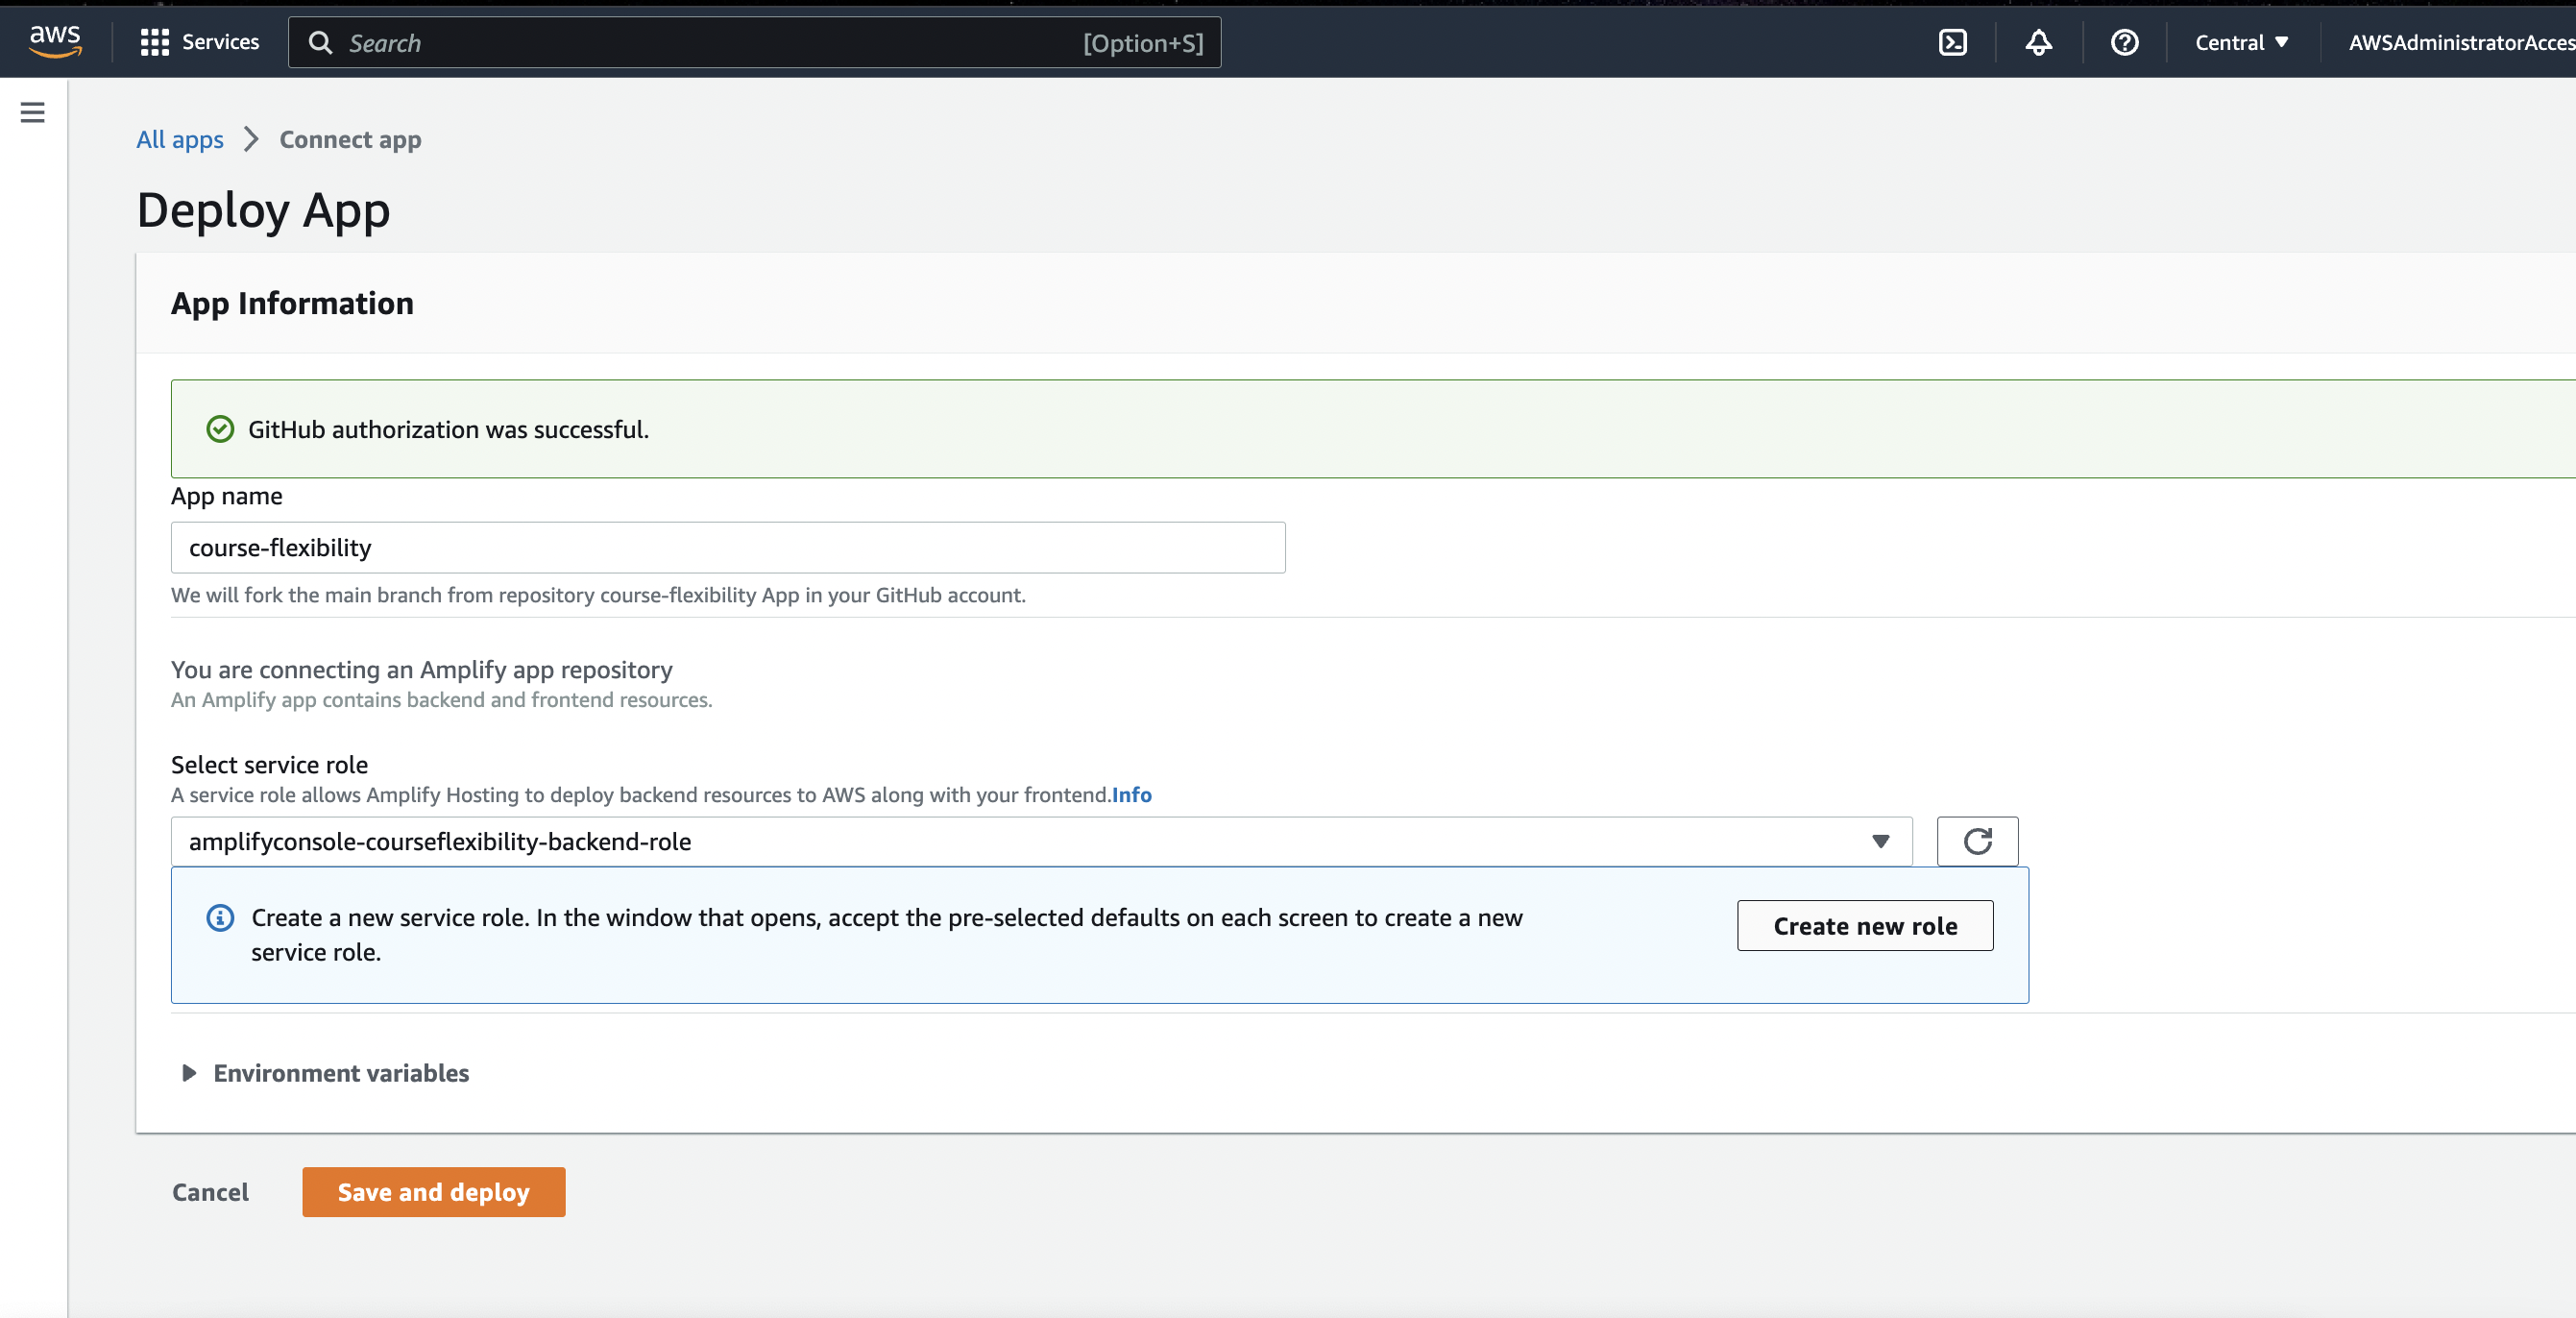 aws
Services
Search
[Option+S]
Central
AWSAdministratorAcces
All apps
Connect app
Deploy App
App Information
GitHub authorization was successful.
App name
course-flexibility
We will fork the main branch from repository course-flexibility App in your GitHub account.
You are connecting an Amplify app repository
An Amplify app contains backend and frontend resources.
Select service role
A service role allows Amplify Hosting to deploy backend resources to AWS along with your frontend.Info
amplifyconsole-courseflexibility-backend-role
Create a new service role. In the window that opens, accept the pre-selected defaults on each screen to create a new
service role.
Create new role
Environment variables
Cancel
Save and deploy